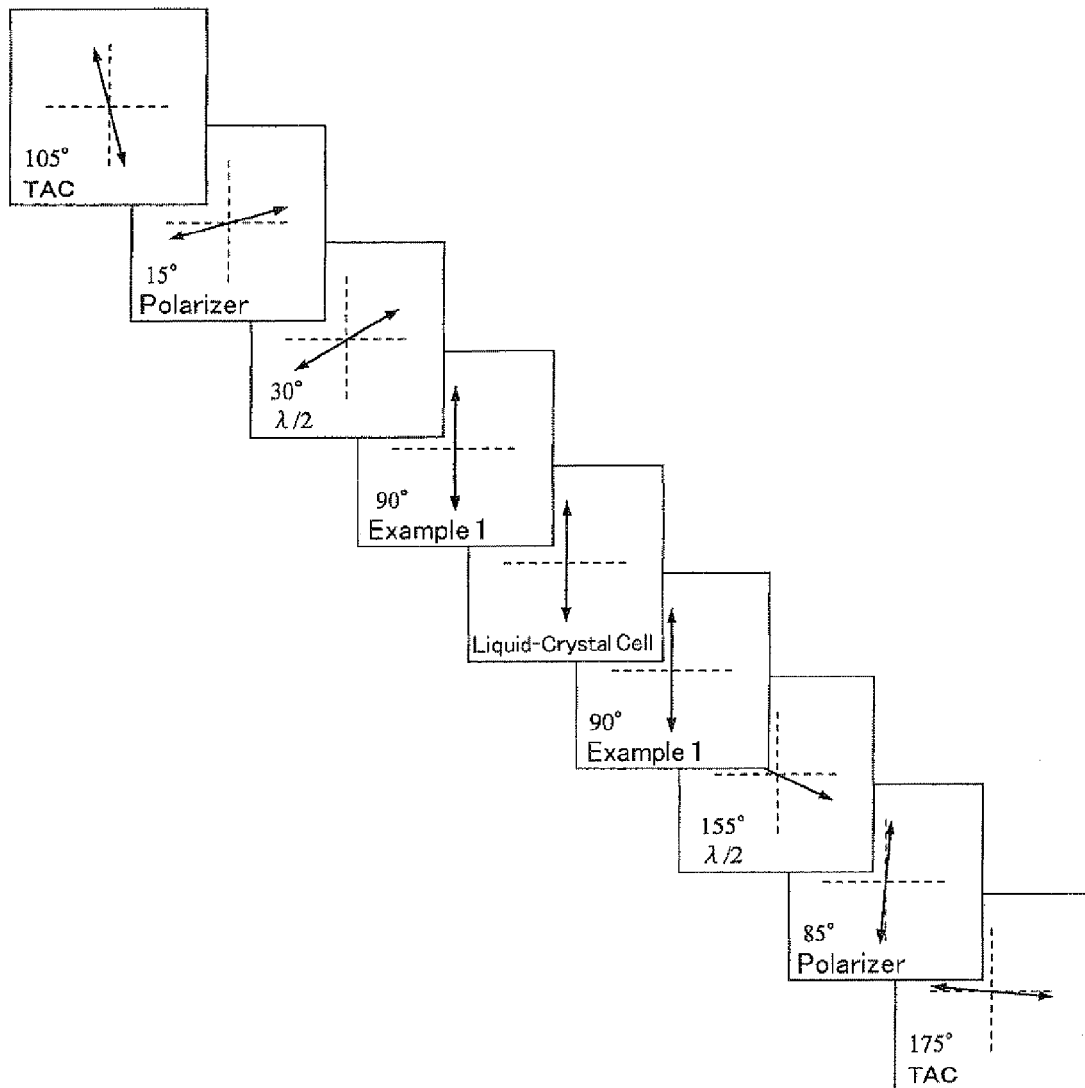 105°
TAC
15°
Polarizer
30°
λ/2
90°
Example 1
Liquid-Crystal Cell
90°
Example 1
155°
λ/2
85°
Polarizer
175°
TAC